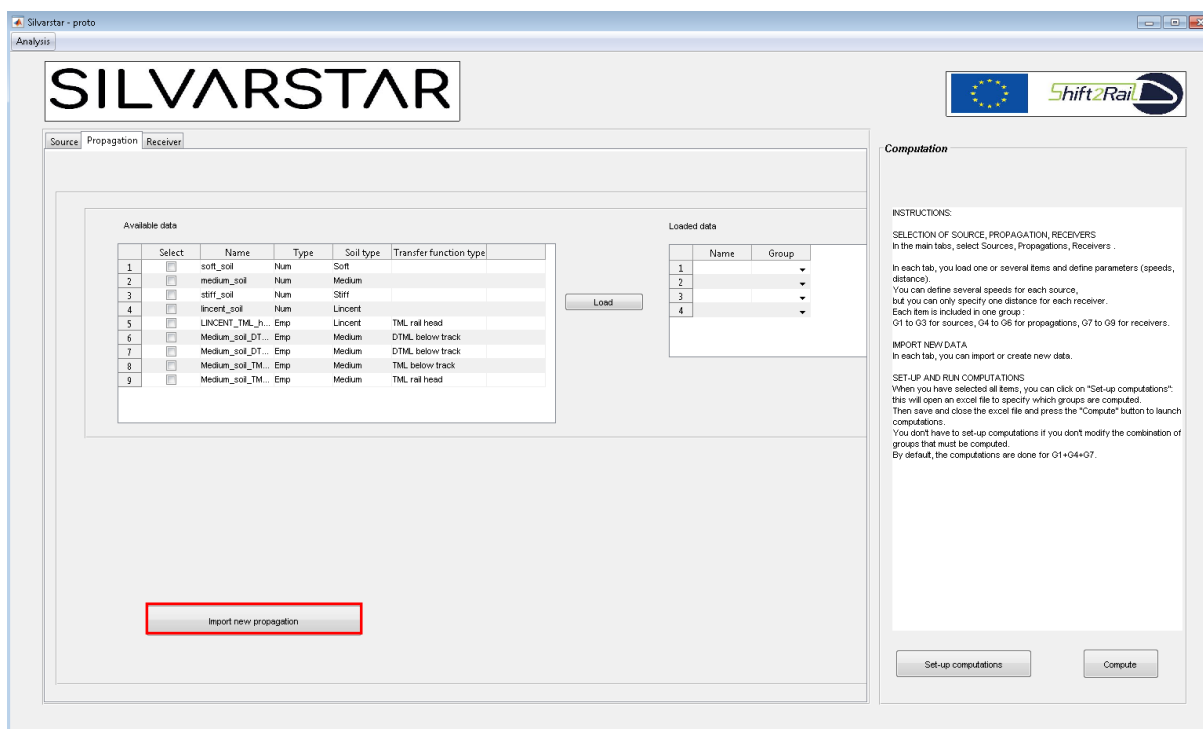 Silvarstar - proto
Analysis
SILVARSTAR
Shift2Rail
Source Propagation Receiver
Available data
Select Name Type Soil type Transfer function type
1 soft_soil Num Soft
2 medium_soil Num Medium
3 stiff_soil Num Stiff
4 lincent_soil Num Lincent
5 LINCENT_TML_h... Emp Lincent TML rail head
6 Medium_soil_DT... Emp Medium DTML below track
7 Medium_soil_DT... Emp Medium DTML below track
8 Medium_soil_TM... Emp Medium TML below track
9 Medium_soil_TM... Emp Medium TML rail head
Load
Loaded data
Name Group
1
2
3
4
Import new propagation
Computation
INSTRUCTIONS:
SELECTION OF SOURCE, PROPAGATION, RECEIVERS
In the main tabs, select Sources, Propagations, Receivers .
In each tab, you load one or several items and define parameters (speeds,
distance).
You can define several speeds for each source,
but you can only specify one distance for each receiver.
Each item is included in one group :
G1 to G3 for sources, G4 to G6 for propagations, G7 to G9 for receivers.
IMPORT NEW DATA
In each tab, you can import or create new data.
SET-UP AND RUN COMPUTATIONS
When you have selected all items, you can click on "Set-up computations":
this will open an excel file to specify which groups are computed.
Then save and close the excel file and press the "Compute" button to launch
computations.
You don't have to set-up computations if you don't modify the combination of
groups that must be computed.
By default, the computations are done for G1+G4+G7.
Set-up computations
Compute